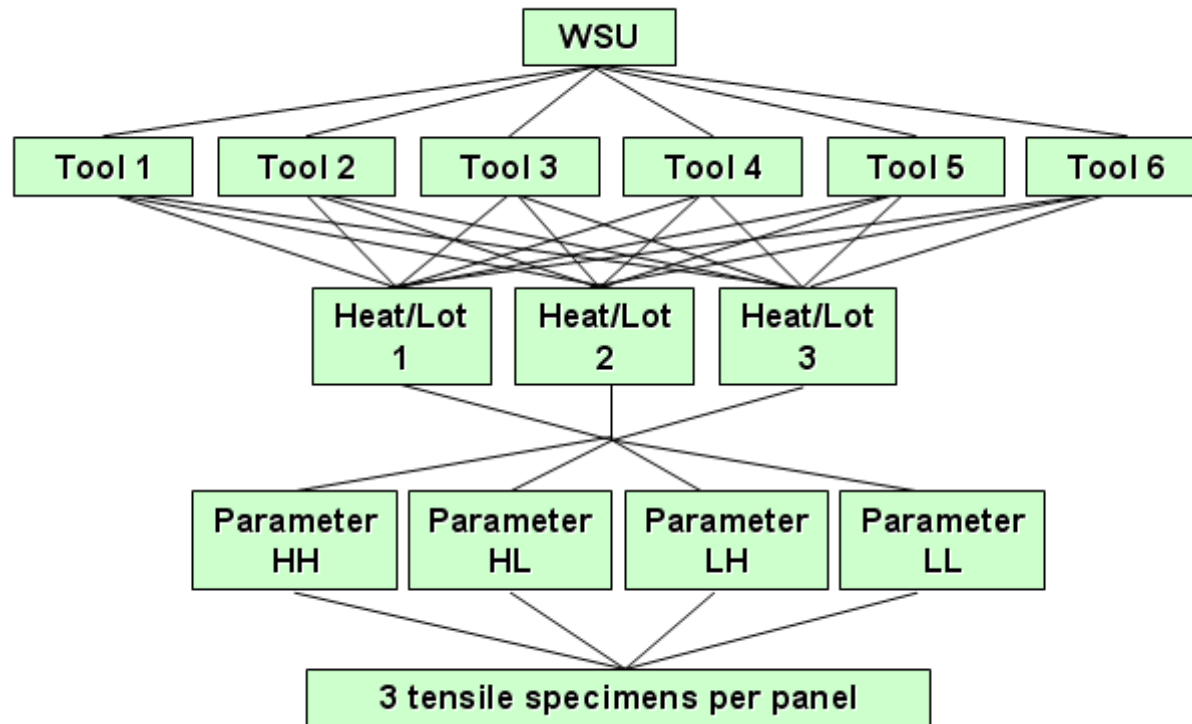 WSU
Tool 1
Tool 2
Tool 3
Tool 4
Tool 5
Tool 6
Heat/Lot
1
Heat/Lot
2
Heat/Lot
3
Parameter
HH
Parameter
HL
Parameter
LH
Parameter
LL
3 tensile specimens per panel